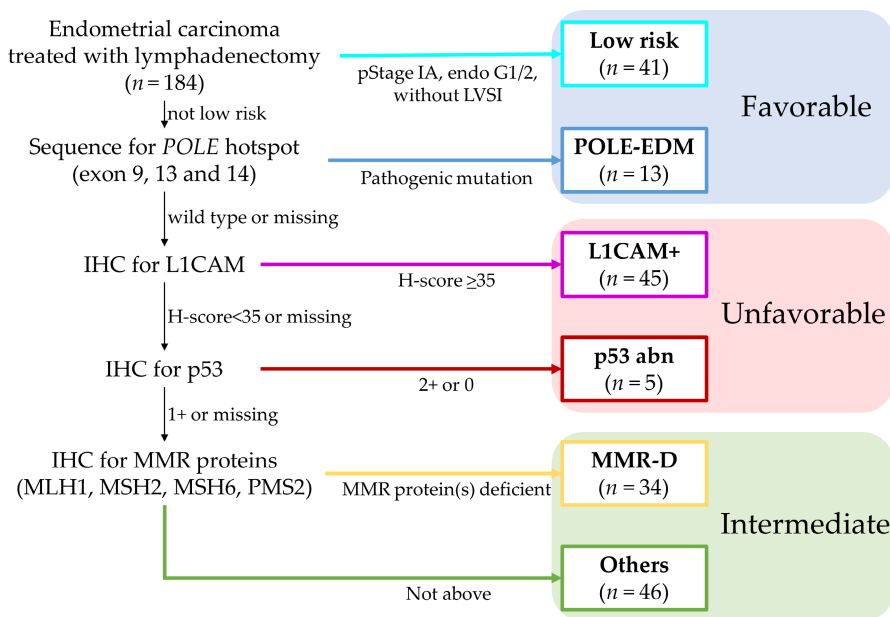 Endometrial carcinoma
treated with lymphadenectomy
(n = 184)
pStage IA, endo G1/2,
without LVSI
Low risk
(n = 41)
Favorable
not low risk
Sequence for POLE hotspot
(exon 9, 13 and 14)
Pathogenic mutation
POLE-EDM
(n = 13)
wild type or missing
IHC for L1CAM
H-score ≥35
L1CAM+
(n = 45)
Unfavorable
H-score<35 or missing
IHC for p53
2+ or 0
p53 abn
(n = 5)
1+ or missing
IHC for MMR proteins
(MLH1, MSH2, MSH6, PMS2)
MMR protein(s) deficient
MMR-D
(n = 34)
Intermediate
Not above
Others
(n = 46)